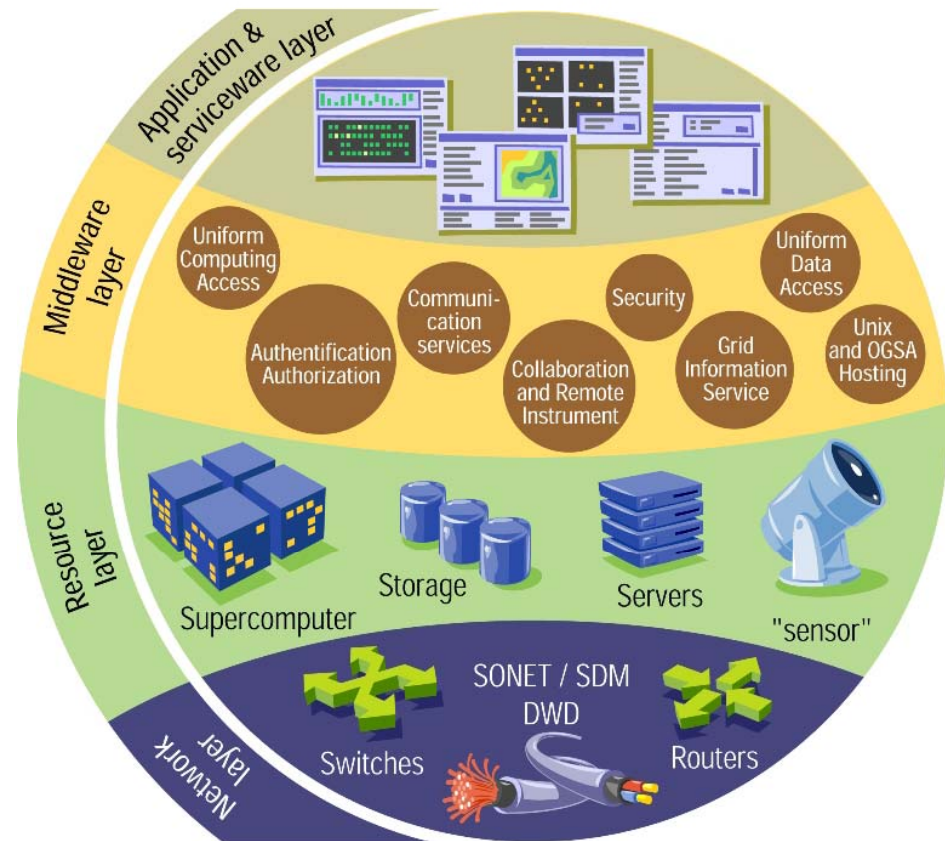 Application &
serviceware layer
Middleware
layer
Uniform
Computing
Access
Authentification
Authorization
Communi-
cation
services
Collaboration
and Remote
Instrument
Security
Grid
Information
Service
Uniform
Data
Access
Unix
and OGSA
Hosting
Resource
layer
Supercomputer
Storage
Servers
"sensor"
Network
layer
Switches
SONET / SDM
DWD
Routers